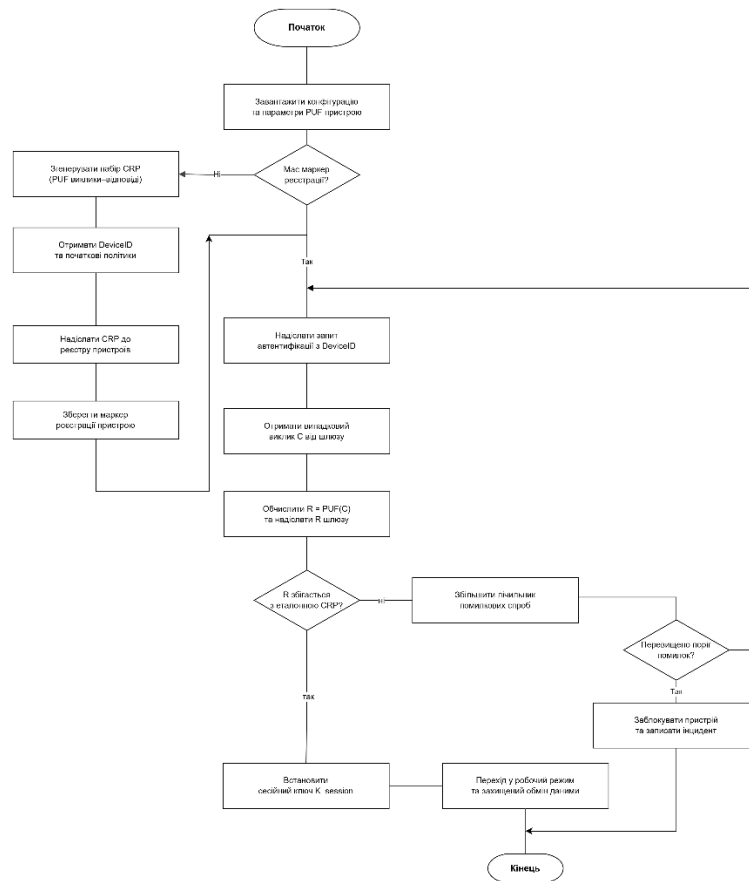 Початок
Завантажити конфігурацію
та параметри PUF пристрою
Має маркер
реєстрації?
Ні
Згенерувати набір CRP
(PUF виклики–відповіді)
Отримати DeviceID
та початкові політики
Надіслати CRP до
реєстру пристроїв
Зберегти маркер
реєстрації пристрою
Так
Надіслати запит
автентифікації з DeviceID
Отримати випадковий
виклик C від шлюзу
Обчислити R = PUF(C)
та надіслати R шлюзу
R збігається
з еталонною CRP?
ні
Збільшити лічильник
помилкових спроб
Перевищено поріг
помилок?
Так
Заблокувати пристрій
та записати інцидент
так
Встановити
сесійний ключ K_session
Перехід у робочий режим
та захищений обмін даними
Кінець